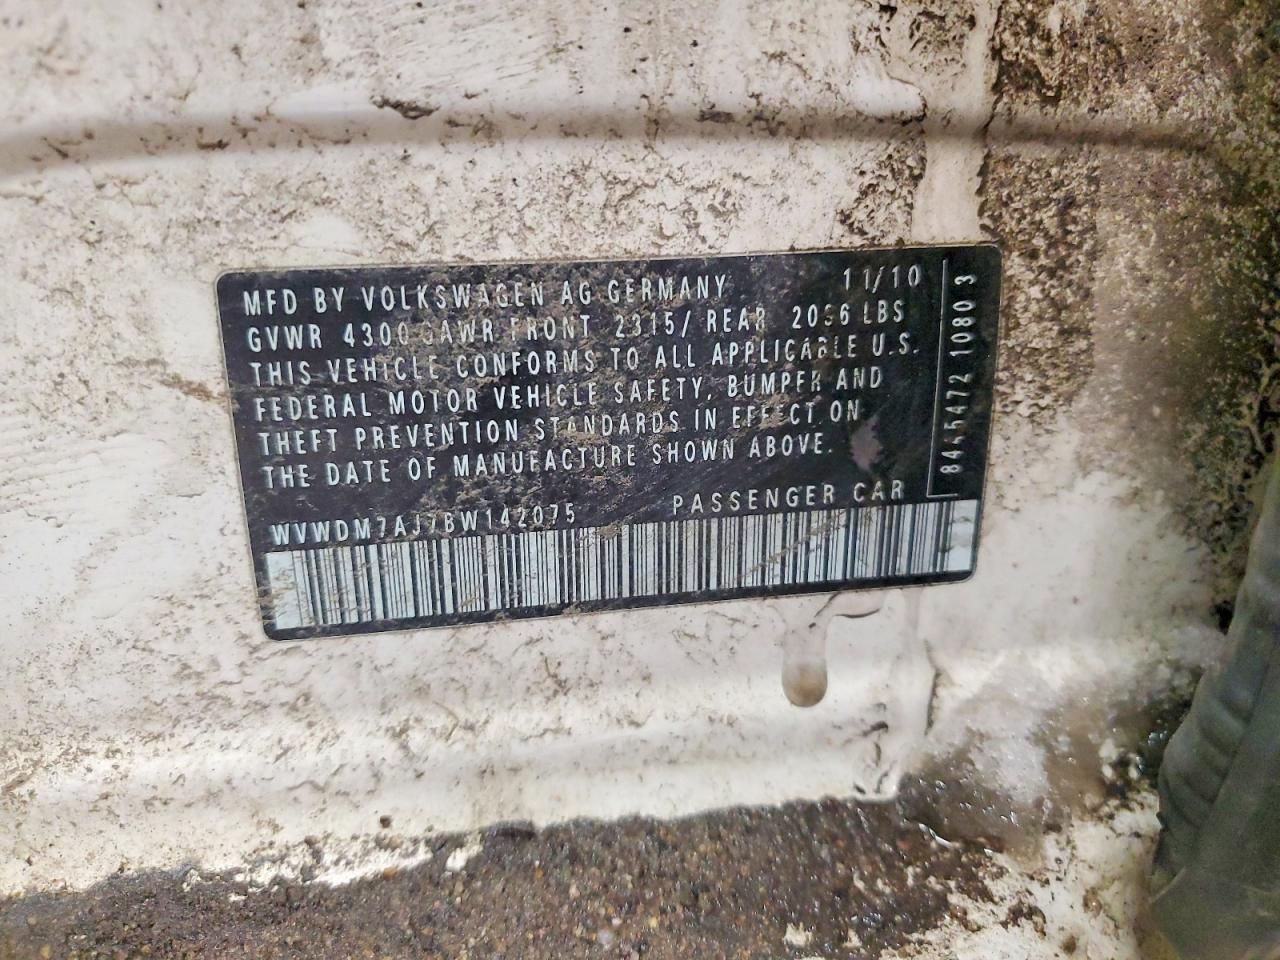 MFD BY VOLKSWAGEN AG GERMANY 11/10
GVWR 4300 GAWR FRONT 2315/ REAR LBS
THIS VEHICLE CONFORMS TO ALL APPLICABLE U.S.
FEDERAL MOTOR VEHICLE SAFETY, BUMPER AND
THEFT PREVENTION STANDARDS IN EFFECT ON
THE DATE OF MANUFACTURE SHOWN ABOVE.
WVWDM7AJ7BW142075 PASSENGER CAR
1080 3